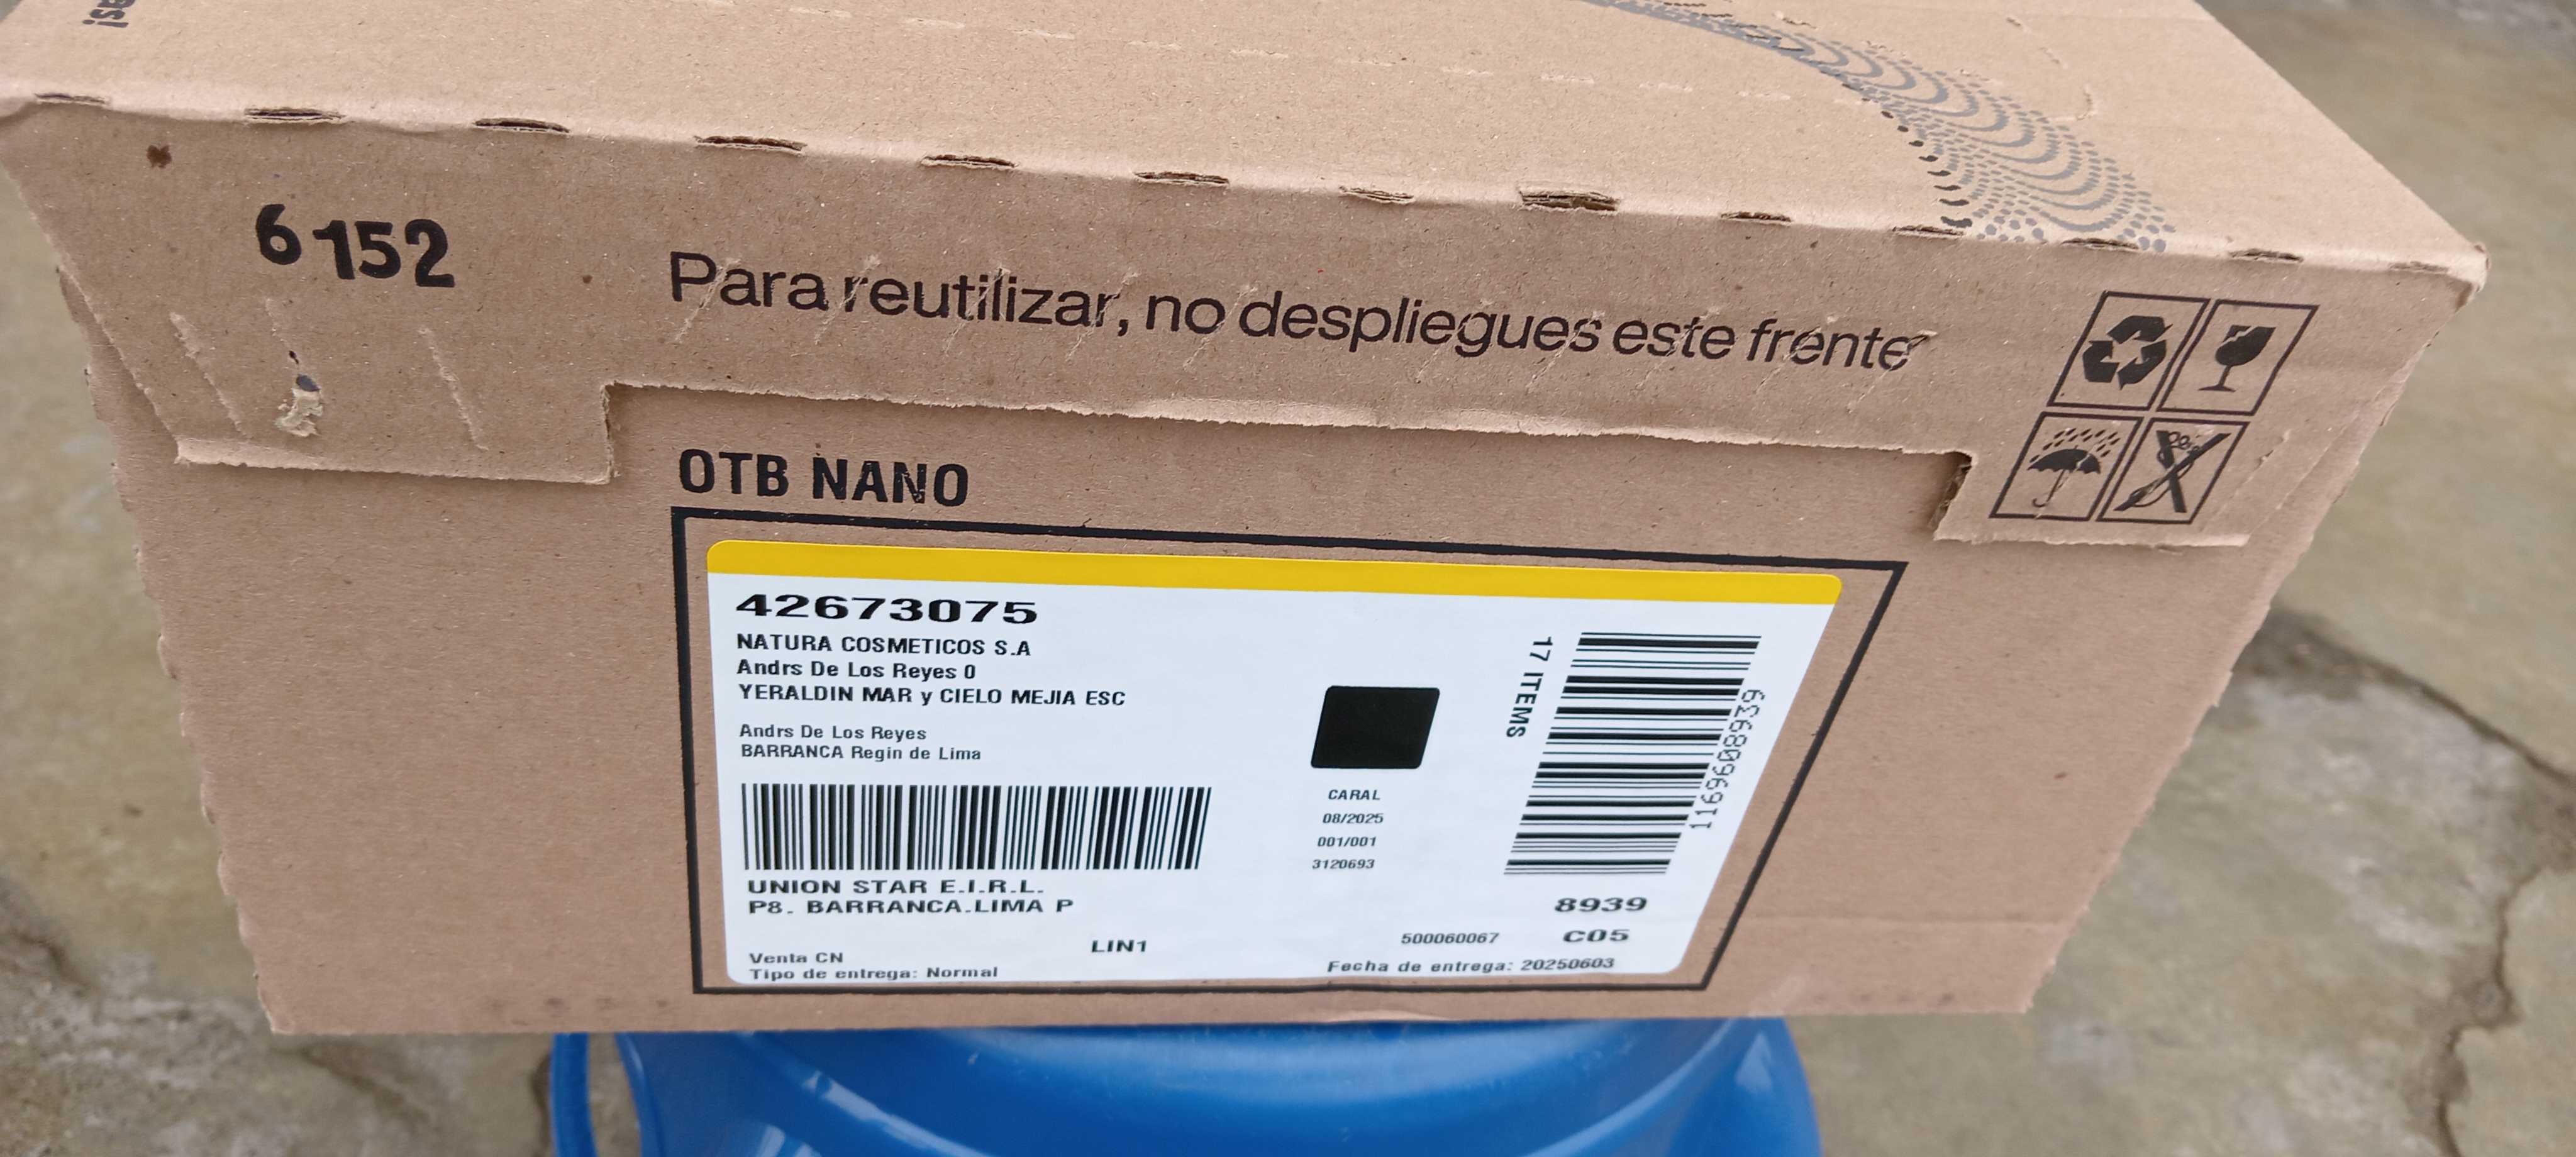 as!
6152
Para reutilizar, no despliegues este frente
OTB NANO
42673075
NATURA COSMETICOS S.A
Andrs De Los Reyes 0
YERALDIN MAR y CIELO MEJIA ESC
Andrs De Los Reyes
BARRANCA Regin de Lima
UNION STAR E.I.R.L.
P8. BARRANCA.LIMA P
Venta CN
Tipo de entrega: Normal
LIN1
CARAL
08/2025
001/001
3120693
17 ITEMS
1169608939
8939
500060067 C05
Fecha de entrega: 20250603